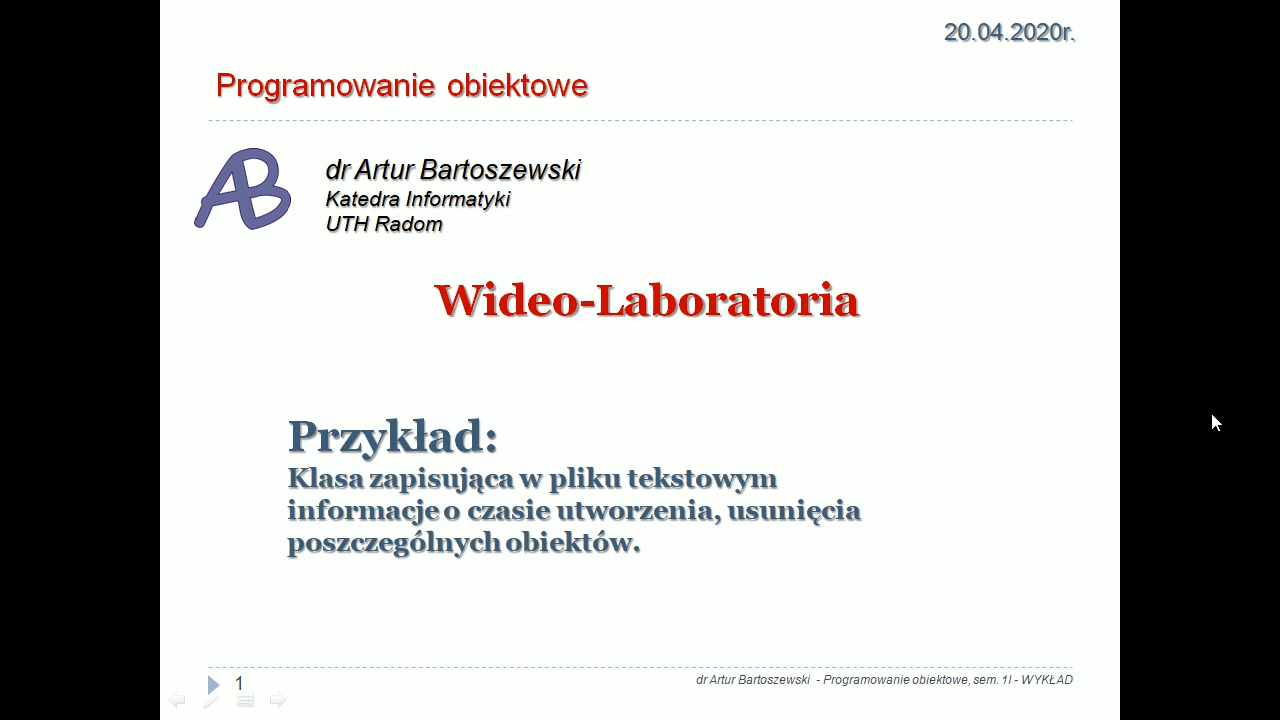 20.04.2020r.
Programowanie obiektowe
AB
dr Artur Bartoszewski
Katedra Informatyki
UTH Radom
Wideo-Laboratoria
Przykład:
Klasa zapisująca w pliku tekstowym
informacje o czasie utworzenia, usunięcia
poszczególnych obiektów.
1
dr Artur Bartoszewski - Programowanie obiektowe, sem. 1I - WYKŁAD